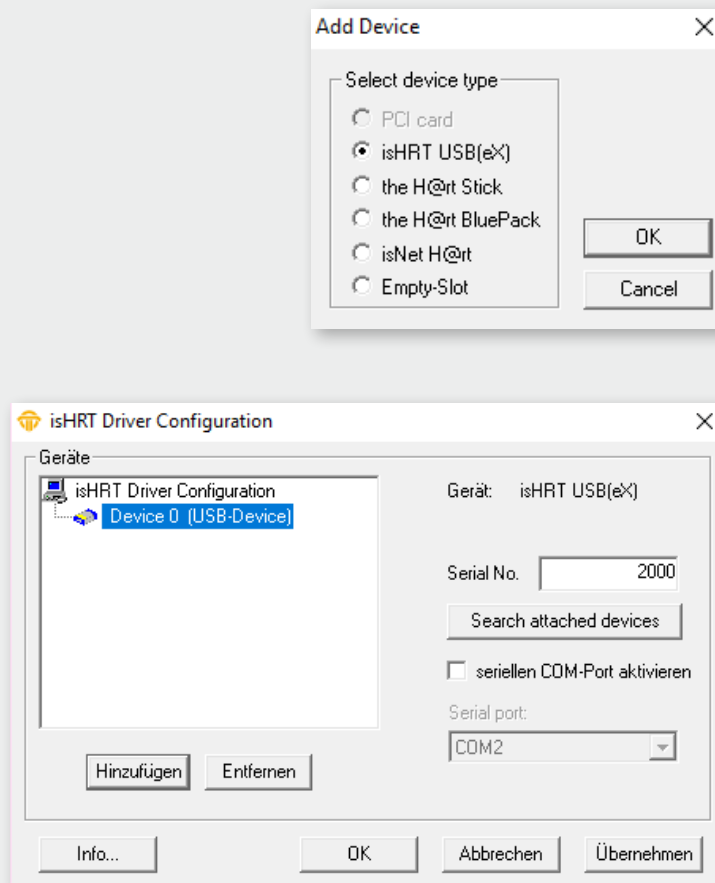 Add Device
Select device type
PCI card
isHRT USB(eX)
the H@rt Stick
the H@rt BluePack
isNet H@rt
Empty-Slot
OK
Cancel
isHRT Driver Configuration
Geräte
isHRT Driver Configuration
Device 0 (USB-Device)
Gerät: isHRT USB(eX)
Serial No. 2000
Search attached devices
seriellen COM-Port aktivieren
Serial port:
COM2
Hinzufügen Entfernen
Info... OK Abbrechen Übernehmen